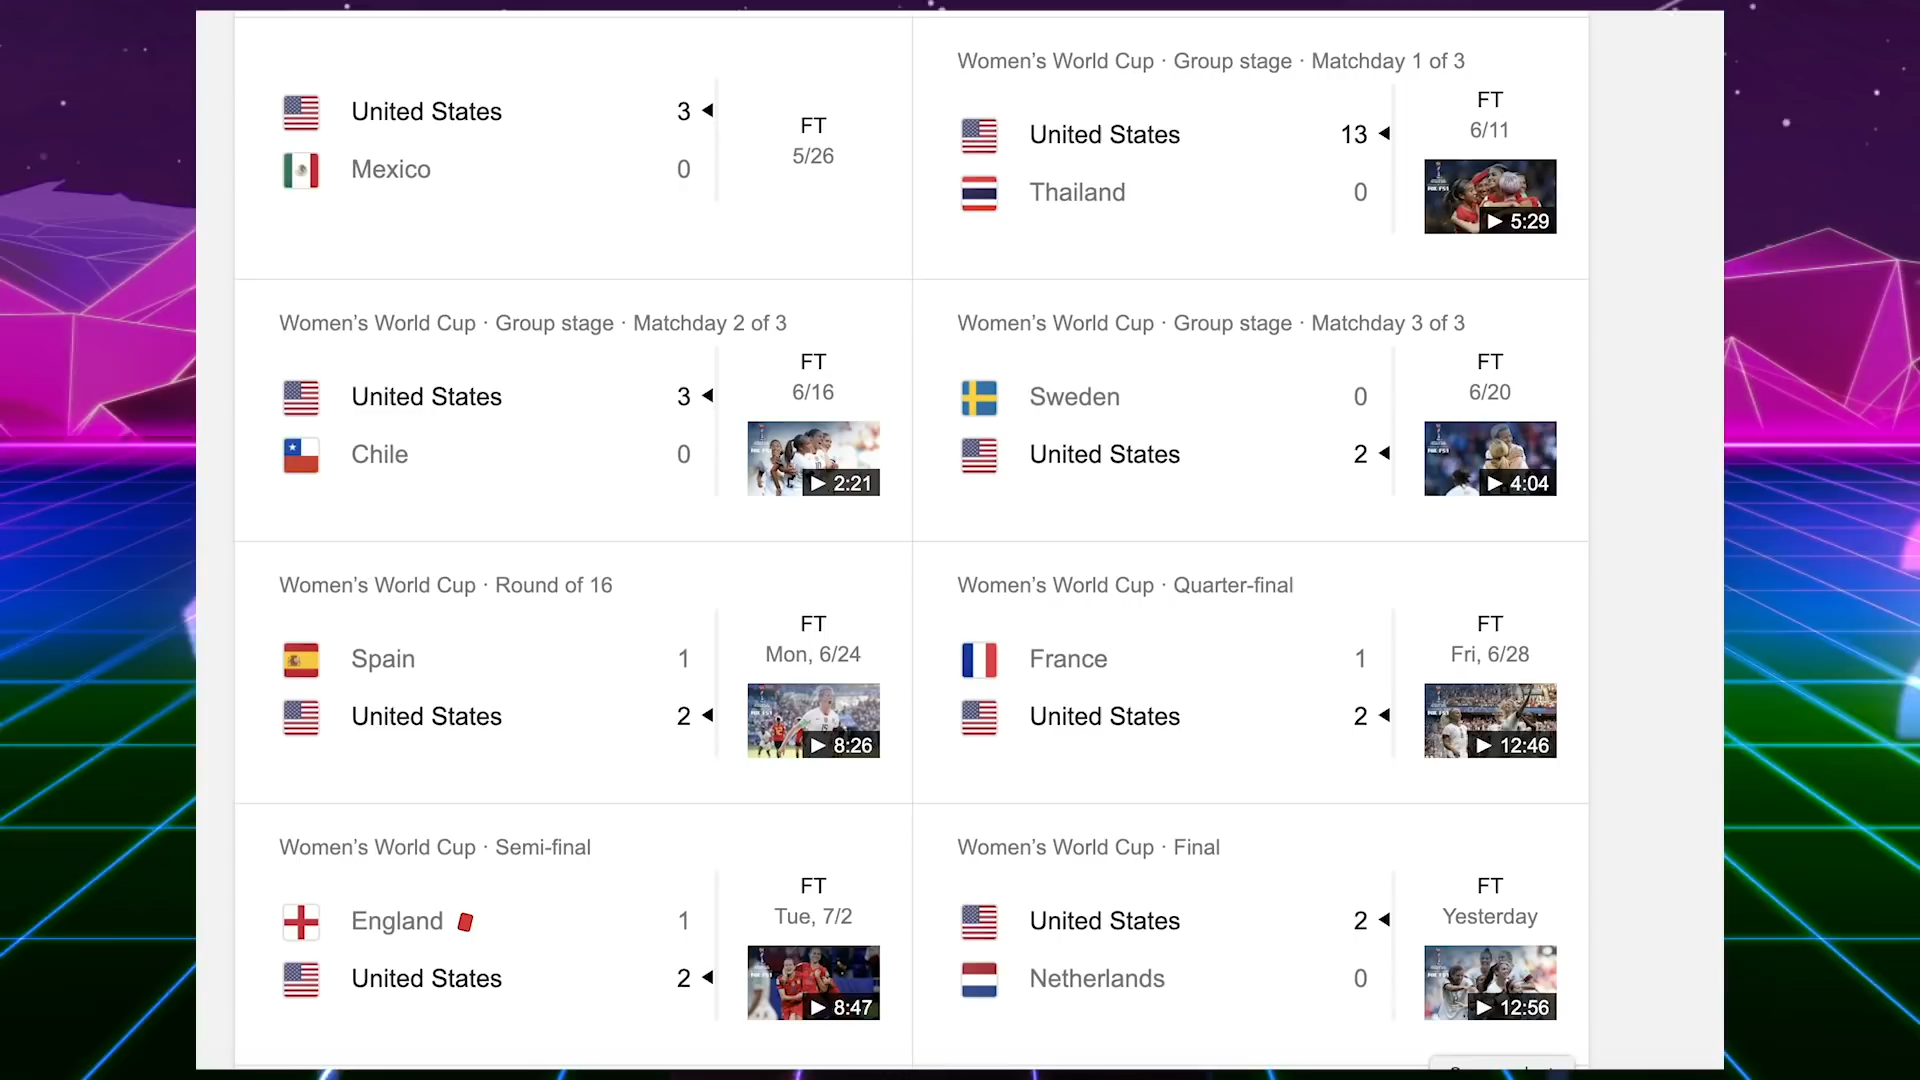 United States 3
Mexico 0
FT
5/26
Women's World Cup · Group stage · Matchday 1 of 3
United States 13
Thailand 0
FT
6/11
5:29
Women's World Cup · Group stage · Matchday 2 of 3
United States 3
Chile 0
FT
6/16
2:21
Women's World Cup · Group stage · Matchday 3 of 3
Sweden 0
United States 2
FT
6/20
4:04
Women's World Cup · Round of 16
Spain 1
United States 2
FT
Mon, 6/24
8:26
Women's World Cup · Quarter-final
France 1
United States 2
FT
Fri, 6/28
12:46
Women's World Cup · Semi-final
England 1
United States 2
FT
Tue, 7/2
8:47
Women's World Cup · Final
United States 2
Netherlands 0
FT
Yesterday
12:56